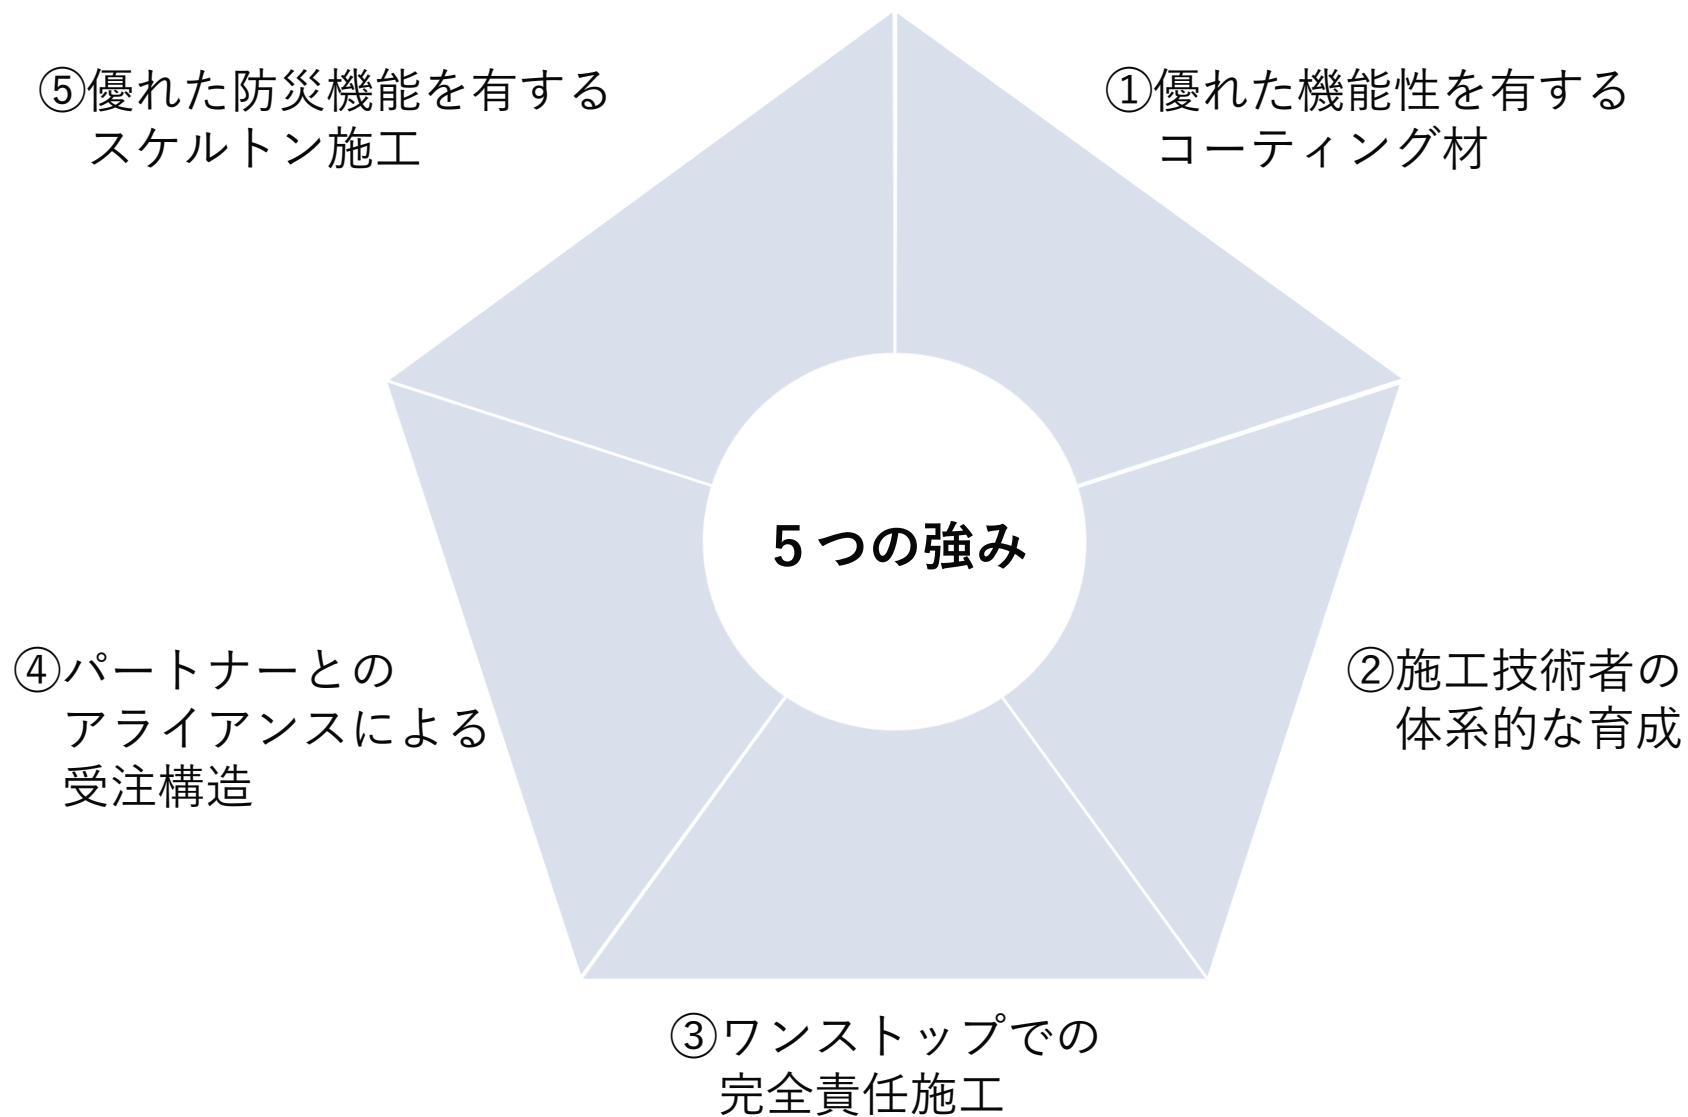 ①優れた機能性を有する
コーティング材
②施工技術者の
体系的な育成
③ワンストップでの
完全責任施工
④パートナーとの
アライアンスによる
受注構造
⑤優れた防災機能を有する
スケルトン施工
5つの強み